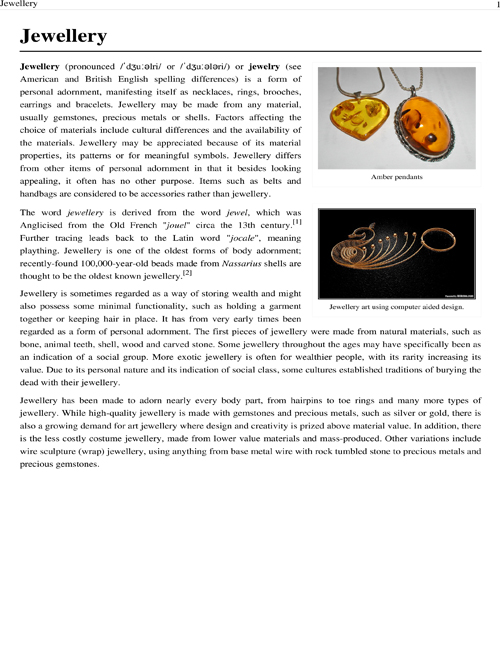 Jewellery
1
Jewellery
Jewellery (pronounced /ˈdʒuːəlri/ or /ˈdʒuːələri/) or jewelry (see
American and British English spelling differences) is a form of
personal adornment, manifesting itself as necklaces, rings, brooches,
earrings and bracelets. Jewellery may be made from any material,
usually gemstones, precious metals or shells. Factors affecting the
choice of materials include cultural differences and the availability of
the materials. Jewellery may be appreciated because of its material
properties, its patterns or for meaningful symbols. Jewellery differs
from other items of personal adornment in that it besides looking
appealing, it often has no other purpose. Items such as belts and
handbags are considered to be accessories rather than jewellery.
Amber pendants
The word jewellery is derived from the word jewel, which was
Anglicised from the Old French "jouel" circa the 13th century.[1]
Further tracing leads back to the Latin word "jocale", meaning
plaything. Jewellery is one of the oldest forms of body adornment;
recently-found 100,000-year-old beads made from Nassarius shells are
thought to be the oldest known jewellery.[2]
Jewellery art using computer aided design.
Jewellery is sometimes regarded as a way of storing wealth and might
also possess some minimal functionality, such as holding a garment
together or keeping hair in place. It has from very early times been
regarded as a form of personal adornment. The first pieces of jewellery were made from natural materials, such as
bone, animal teeth, shell, wood and carved stone. Some jewellery throughout the ages may have specifically been as
an indication of a social group. More exotic jewellery is often for wealthier people, with its rarity increasing its
value. Due to its personal nature and its indication of social class, some cultures established traditions of burying the
dead with their jewellery.
Jewellery has been made to adorn nearly every body part, from hairpins to toe rings and many more types of
jewellery. While high-quality jewellery is made with gemstones and precious metals, such as silver or gold, there is
also a growing demand for art jewellery where design and creativity is prized above material value. In addition, there
is the less costly costume jewellery, made from lower value materials and mass-produced. Other variations include
wire sculpture (wrap) jewellery, using anything from base metal wire with rock tumbled stone to precious metals and
precious gemstones.